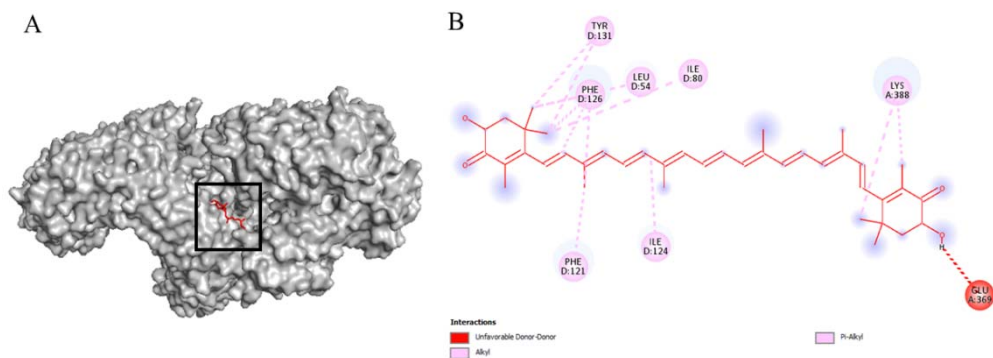 A
B
TYR
D:131
LEU
D:54
ILE
D:80
PHE
D:126
LYS
A:388
O
O
O
O
H
PHE
D:121
ILE
D:124
GLU
A:369
Interactions
Unfavorable Donor-Donor
Alkyl
Pi-Alkyl